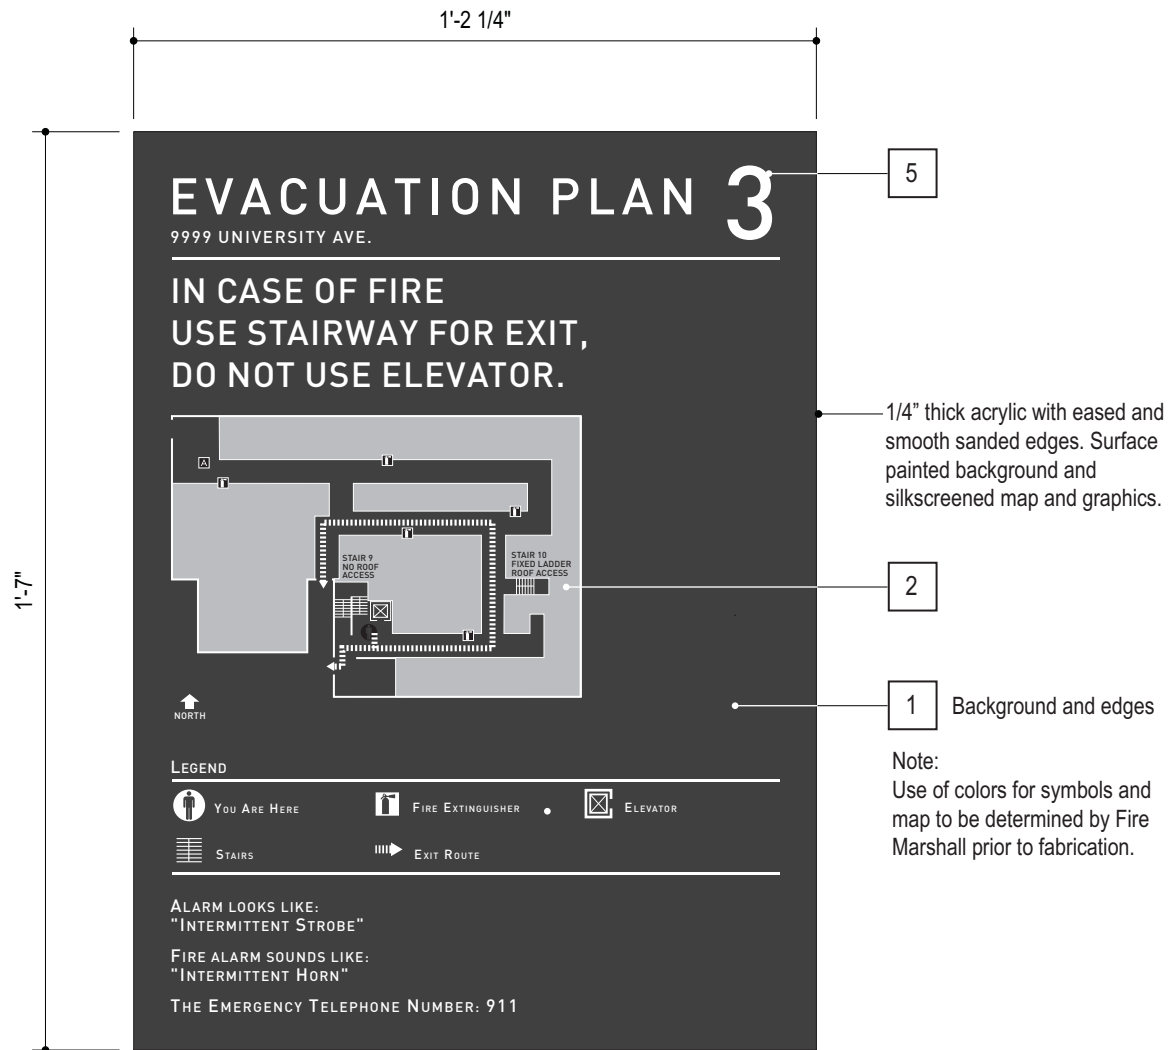 1'-2 1/4"
1'-7"
EVACUATION PLAN 3
9999 UNIVERSITY AVE.
IN CASE OF FIRE
USE STAIRWAY FOR EXIT,
DO NOT USE ELEVATOR.
A
STAIR 9
NO ROOF
ACCESS
STAIR 10
FIXED LADDER
ROOF ACCESS
NORTH
LEGEND
YOU ARE HERE
FIRE EXTINGUISHER
ELEVATOR
STAIRS
EXIT ROUTE
ALARM LOOKS LIKE:
"INTERMITTENT STROBE"
FIRE ALARM SOUNDS LIKE:
"INTERMITTENT HORN"
THE EMERGENCY TELEPHONE NUMBER: 911
5
1/4” thick acrylic with eased and
smooth sanded edges. Surface
painted background and
silkscreened map and graphics.
2
1 Background and edges
Note:
Use of colors for symbols and
map to be determined by Fire
Marshall prior to fabrication.